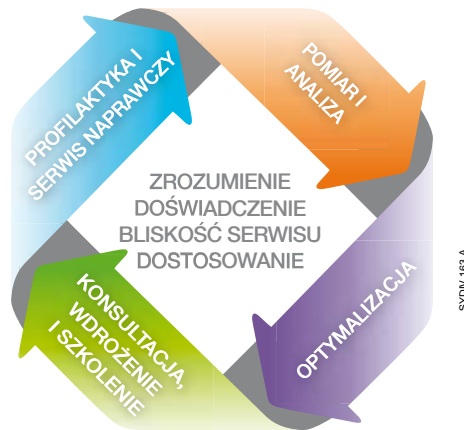 PROFILAKTYKA I
SERWIS NAPRAWCZY
POMIAR I
ANALIZA
ZROZUMIENIE
DOŚWIADCZENIE
BLISKOŚĆ SERWISU
DOSTOSOWANIE
OPTYMALIZACJA
KONSULTACJA,
WDROŻENIE
I SZKOLENIE